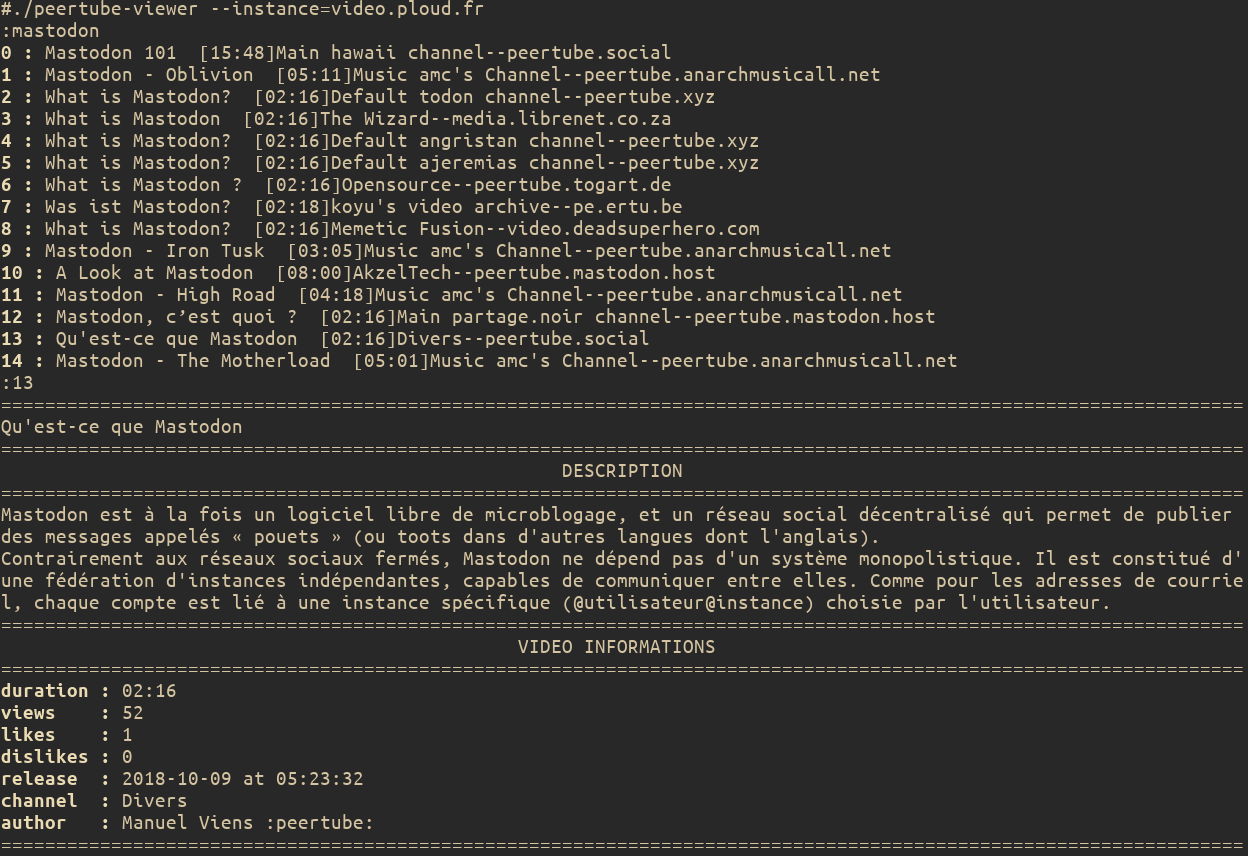 #./peertube-viewer --instance=video.ploud.fr
:mastodon
0 : Mastodon 101  [15:48]Main hawaii channel--peertube.social
1 : Mastodon - Oblivion  [05:11]Music amc's Channel--peertube.anarchmusicall.net
2 : What is Mastodon?  [02:16]Default todon channel--peertube.xyz
3 : What is Mastodon  [02:16]The Wizard--media.librenet.co.za
4 : What is Mastodon?  [02:16]Default angristan channel--peertube.xyz
5 : What is Mastodon?  [02:16]Default ajeremias channel--peertube.xyz
6 : What is Mastodon ?  [02:16]Opensource--peertube.togart.de
7 : Was ist Mastodon?  [02:18]koyu's video archive--pe.ertu.be
8 : What is Mastodon?  [02:16]Memetic Fusion--video.deadsuperhero.com
9 : Mastodon - Iron Tusk  [03:05]Music amc's Channel--peertube.anarchmusicall.net
10 : A Look at Mastodon  [08:00]AkzelTech--peertube.mastodon.host
11 : Mastodon - High Road  [04:18]Music amc's Channel--peertube.anarchmusicall.net
12 : Mastodon, c’est quoi ?  [02:16]Main partage.noir channel--peertube.mastodon.host
13 : Qu'est-ce que Mastodon  [02:16]Divers--peertube.social
14 : Mastodon - The Motherload  [05:01]Music amc's Channel--peertube.anarchmusicall.net
:13
=================================================================================================================
Qu'est-ce que Mastodon
=================================================================================================================
DESCRIPTION
=================================================================================================================
Mastodon est à la fois un logiciel libre de microblogage, et un réseau social décentralisé qui permet de publier
des messages appelés « pouets » (ou toots dans d'autres langues dont l'anglais).
Contrairement aux réseaux sociaux fermés, Mastodon ne dépend pas d'un système monopolistique. Il est constitué d'
une fédération d'instances indépendantes, capables de communiquer entre elles. Comme pour les adresses de courrie
l, chaque compte est lié à une instance spécifique (@utilisateur@instance) choisie par l'utilisateur.
=================================================================================================================
VIDEO INFORMATIONS
=================================================================================================================
duration : 02:16
views    : 52
likes    : 1
dislikes : 0
release  : 2018-10-09 at 05:23:32
channel  : Divers
author   : Manuel Viens :peertube:
=================================================================================================================